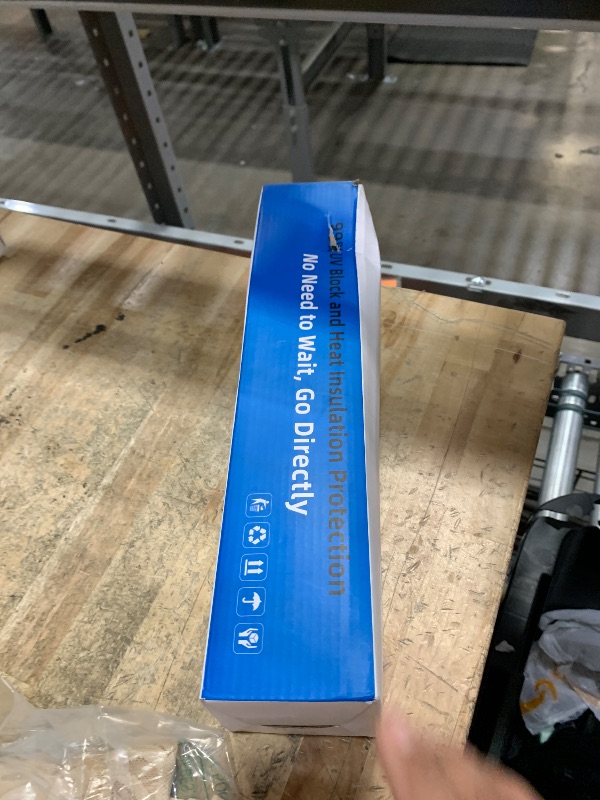 UV Block and Heat Insulation Protection
No Need to Wait, Go Directly